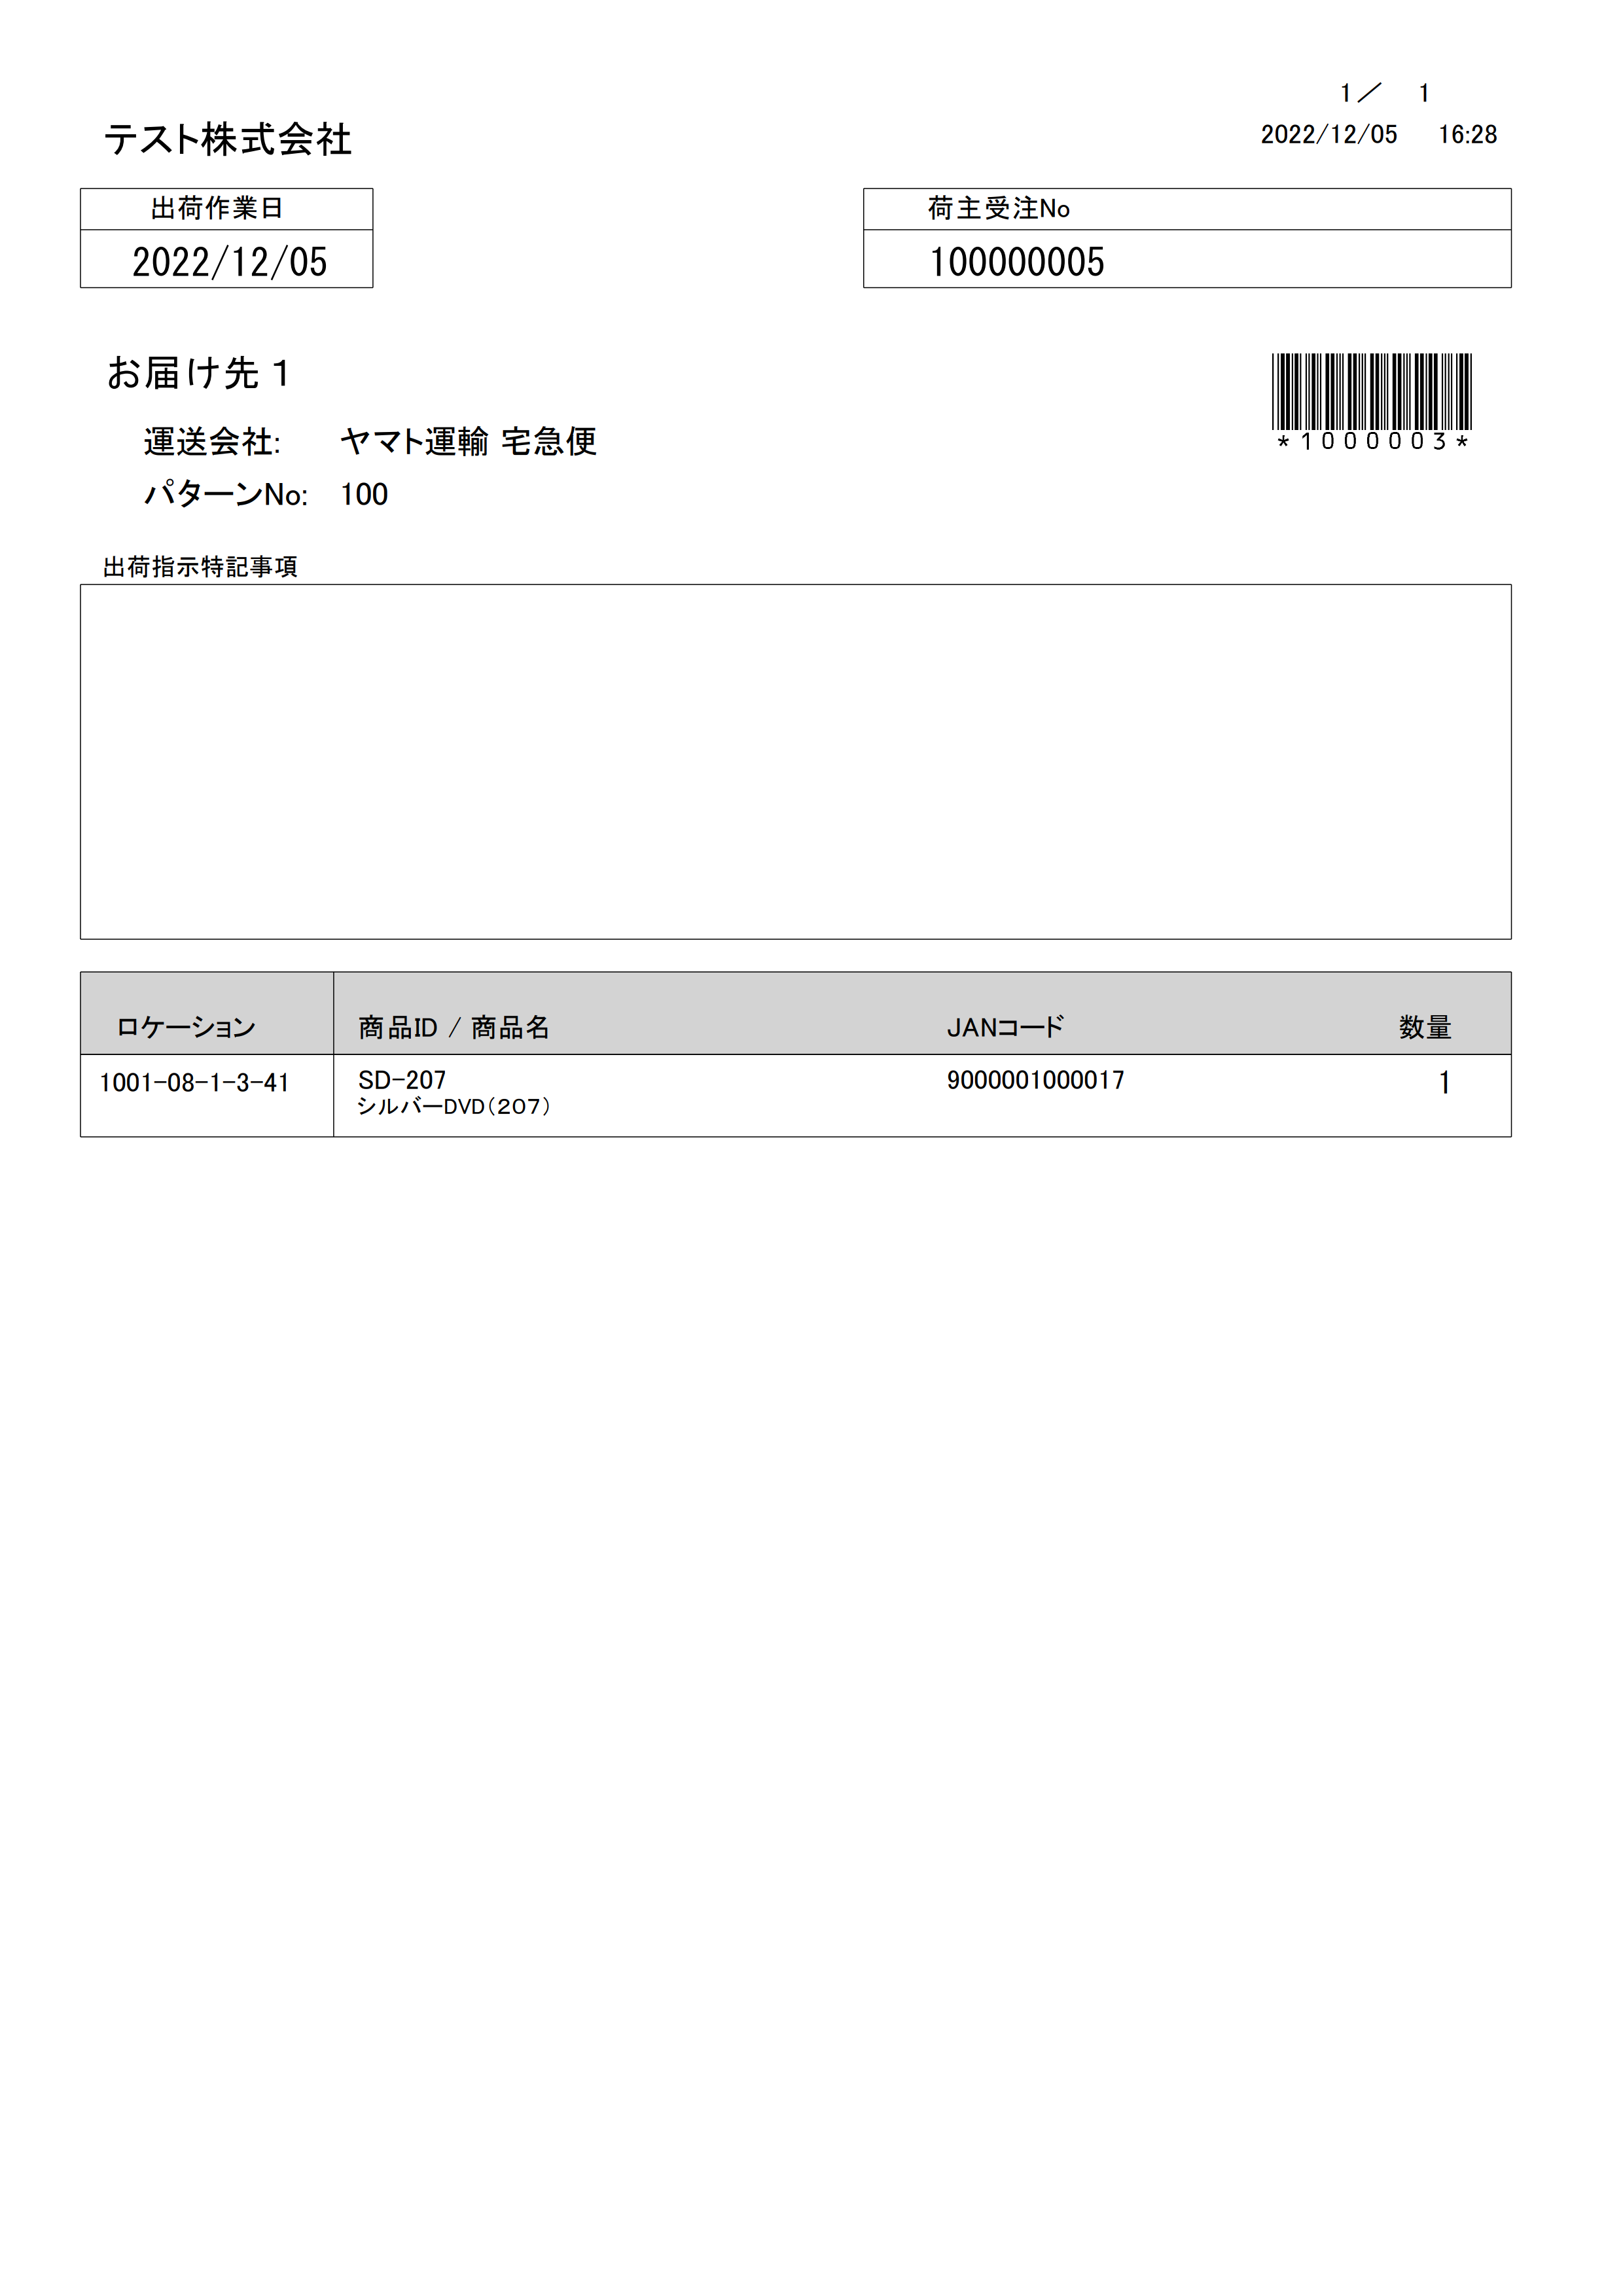 1／ 1
テスト株式会社
2022/12/05 16:28
出荷作業日
2022/12/05
荷主受注No
100000005
お届け先１
*1000003*
運送会社: ヤマト運輸 宅急便
パターンNo: 100
出荷指示特記事項
ロケーション 商品ID / 商品名 JANコード 数量
1001-08-1-3-41 SD-207 9000001000017 1
シルバーDVD（２０７）